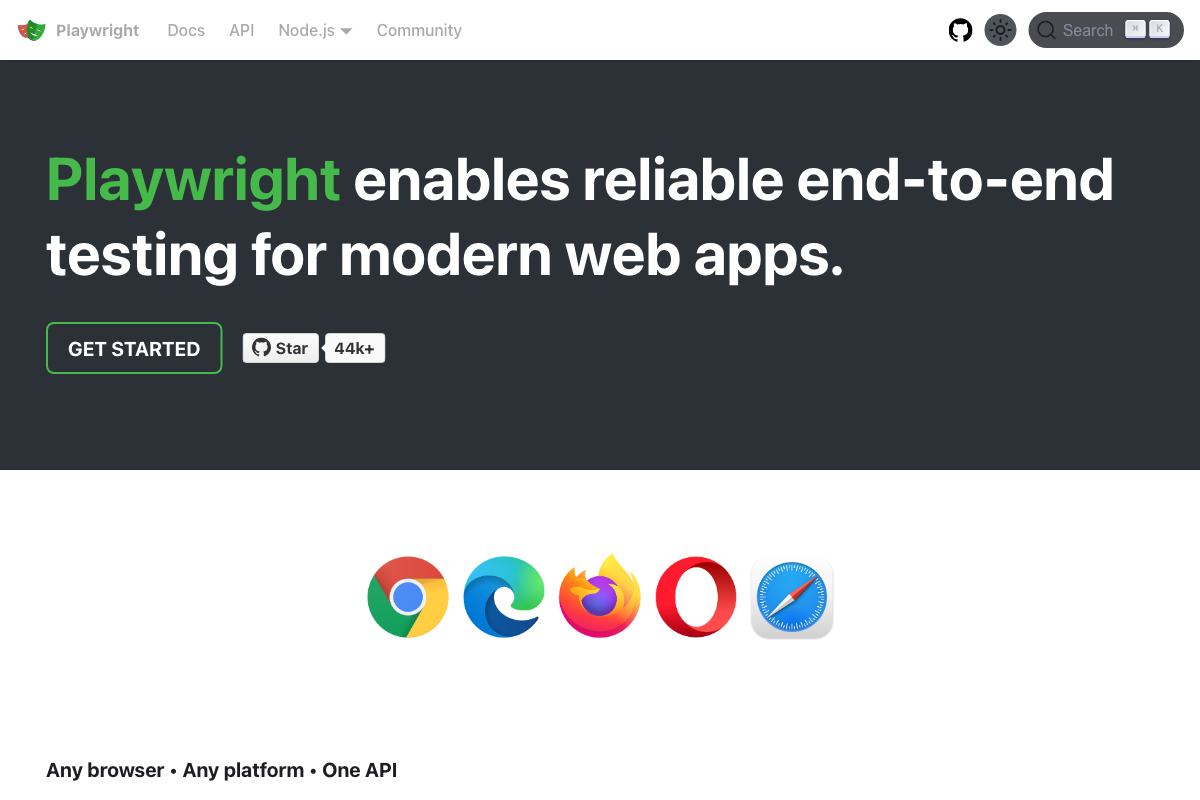 Playwright Docs API Node.js Community Search ⌘ K
Playwright enables reliable end-to-end
testing for modern web apps.
GET STARTED Star 44k+
Any browser • Any platform • One API